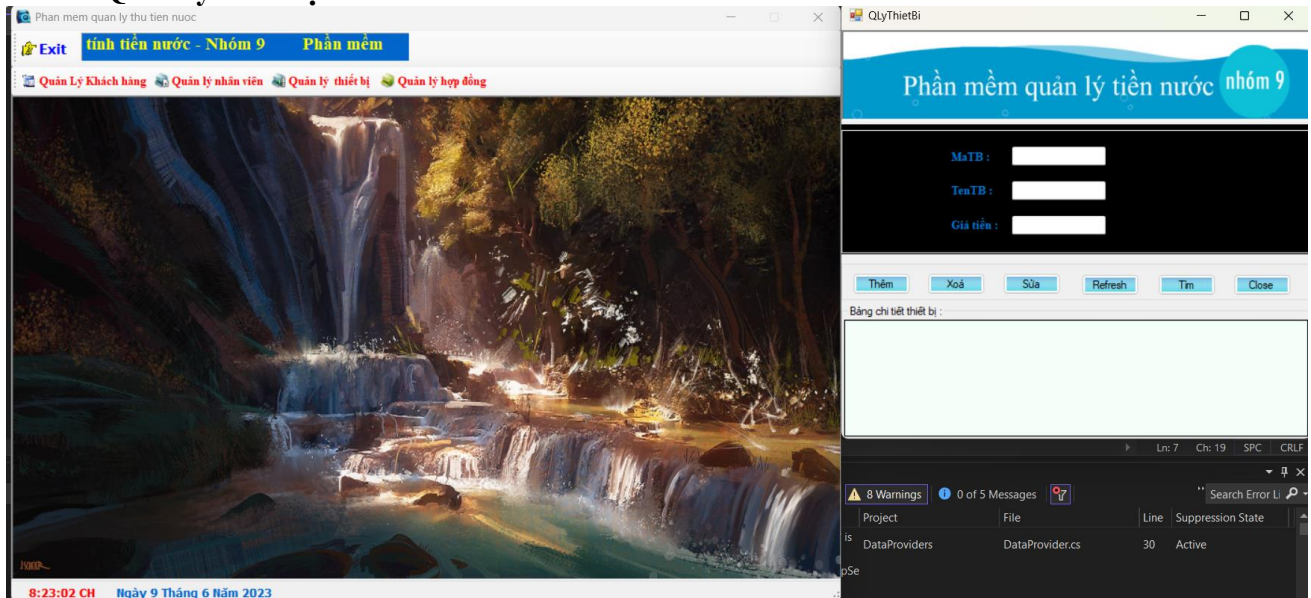 Phan mem quan ly thu tien nuoc
Exit
tính tiền nước - Nhóm 9 Phần mềm
Quản Lý Khách hàng Quản lý nhân viên Quản lý thiết bị Quản lý hợp đồng
8:23:02 CH Ngày 9 Tháng 6 Năm 2023
QLyThietBi
Phần mềm quản lý tiền nước nhóm 9
MaTB :
TenTB :
Giá tiền :
Thêm Xoá Sửa Refresh Tìm Close
Bảng chi tiết thiết bị :
Ln: 7 Ch: 19 SPC CRLF
8 Warnings 0 of 5 Messages Search Error Li
Project File Line Suppression State
is
DataProviders DataProvider.cs 30 Active
pSe